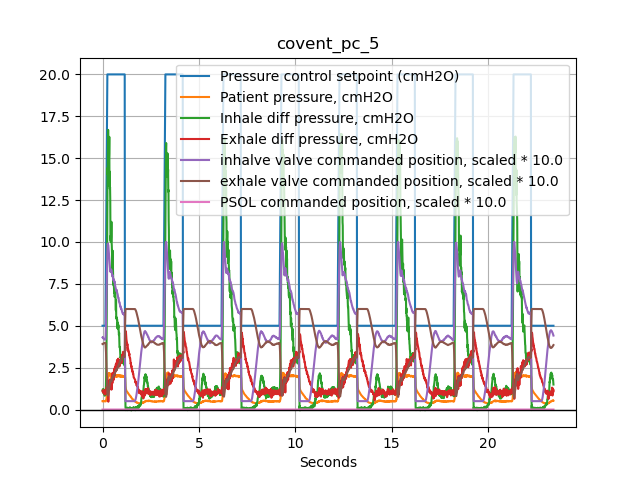 covent_pc_5
20.0
17.5
15.0
12.5
10.0
7.5
5.0
2.5
0.0
Pressure control setpoint (cmH2O)
Patient pressure, cmH2O
Inhale diff pressure, cmH2O
Exhale diff pressure, cmH2O
inhalve valve commanded position, scaled * 10.0
exhale valve commanded position, scaled * 10.0
PSOL commanded position, scaled * 10.0
0 5 10 15 20
Seconds